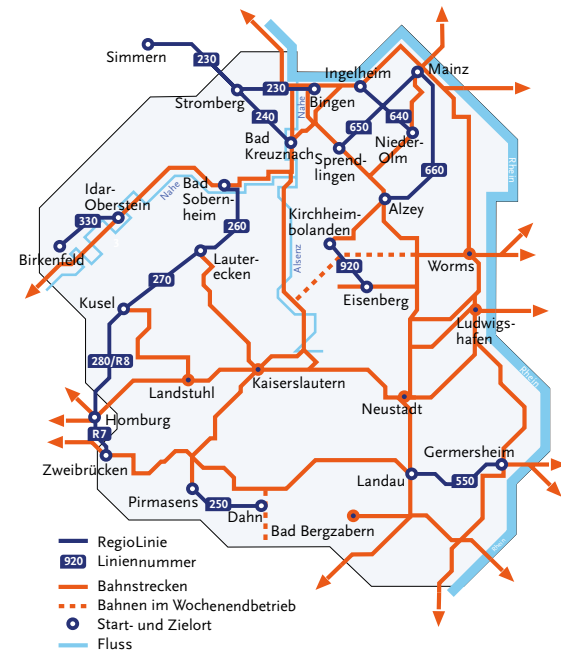 Simmern
230
Ingelheim
Mainz
230
Stromberg
Bingen
Nahe
240
650
640
Bad
Kreuznach
Sprend-
lingen
Nieder-
Olm
Rhein
660
Idar-
Oberstein
Nahe
Bad
Sobern-
heim
Alzey
Kirchheim-
bolanden
330
260
Alsenz
Birkenfeld
Lauter-
ecken
920
Worms
270
Eisenberg
Kusel
Ludwigs-
hafen
280/R8
Rhein
Landstuhl
Kaiserslautern
Neustadt
Homburg
R7
Zweibrücken
Germersheim
Landau
550
Pirmasens
250
Dahn
Bad Bergzabern
Rhein
RegioLinie
920
Liniennummer
Bahnstrecken
Bahnen im Wochenendbetrieb
Start- und Zielort
Fluss